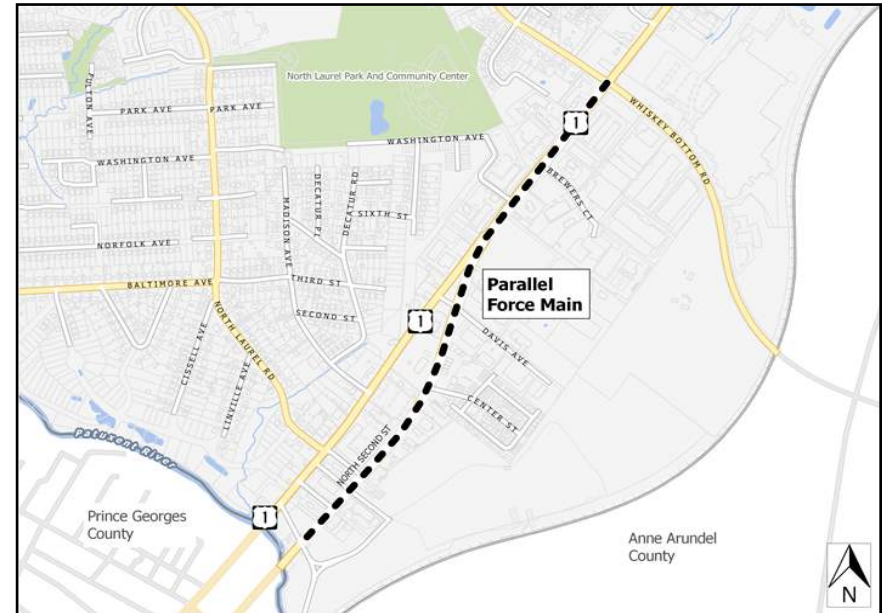 North Laurel Park And Community Center
FULTON AVE
PARK AVE
PARK AVE
1
WHISKEY BOTTOM RD
WASHINGTON AVE
WASHINGTON AVE
BREWERS CT
MADISON AVE
DECATUR PL
DECATUR RD
SIXTH ST
NORFOLK AVE
BALTIMORE AVE
THIRD ST
Parallel
Force Main
SECOND ST
1
NORTH LAUREL RD
DAVIS AVE
CISSELL AVE
LINVILLE AVE
CENTER ST
Patuxent River
NORTH SECOND ST
Prince Georges
County
1
Anne Arundel
County
N